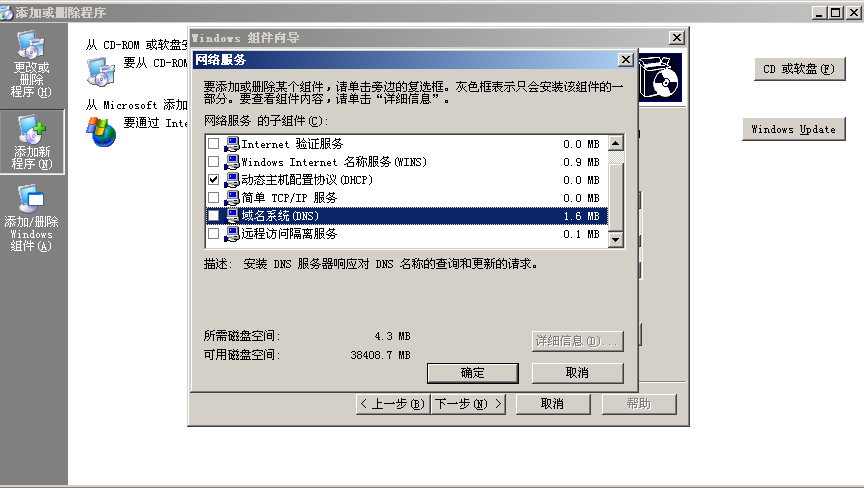 添加或删除程序
更改或
删除
程序(H)
添加新
程序(N)
添加/删除
Windows
组件(A)
从 CD-ROM 或软盘安
要从 CD-ROM
从 Microsoft 添加
要通过 Inte
CD 或软盘(F)
Windows Update
Windows 组件向导
网络服务
要添加或删除某个组件，请单击旁边的复选框。灰色框表示只会安装该组件的一
部分。要查看组件内容，请单击“详细信息”。
网络服务 的子组件(C):
Internet 验证服务 0.0 MB
Windows Internet 名称服务(WINS) 0.9 MB
动态主机配置协议(DHCP) 0.0 MB
简单 TCP/IP 服务 0.0 MB
域名系统(DNS) 1.6 MB
远程访问隔离服务 0.1 MB
描述: 安装 DNS 服务器响应对 DNS 名称的查询和更新的请求。
所需磁盘空间: 4.3 MB
可用磁盘空间: 38408.7 MB
详细信息(D)...
确定
取消
< 上一步(B)
下一步(N) >
取消
帮助